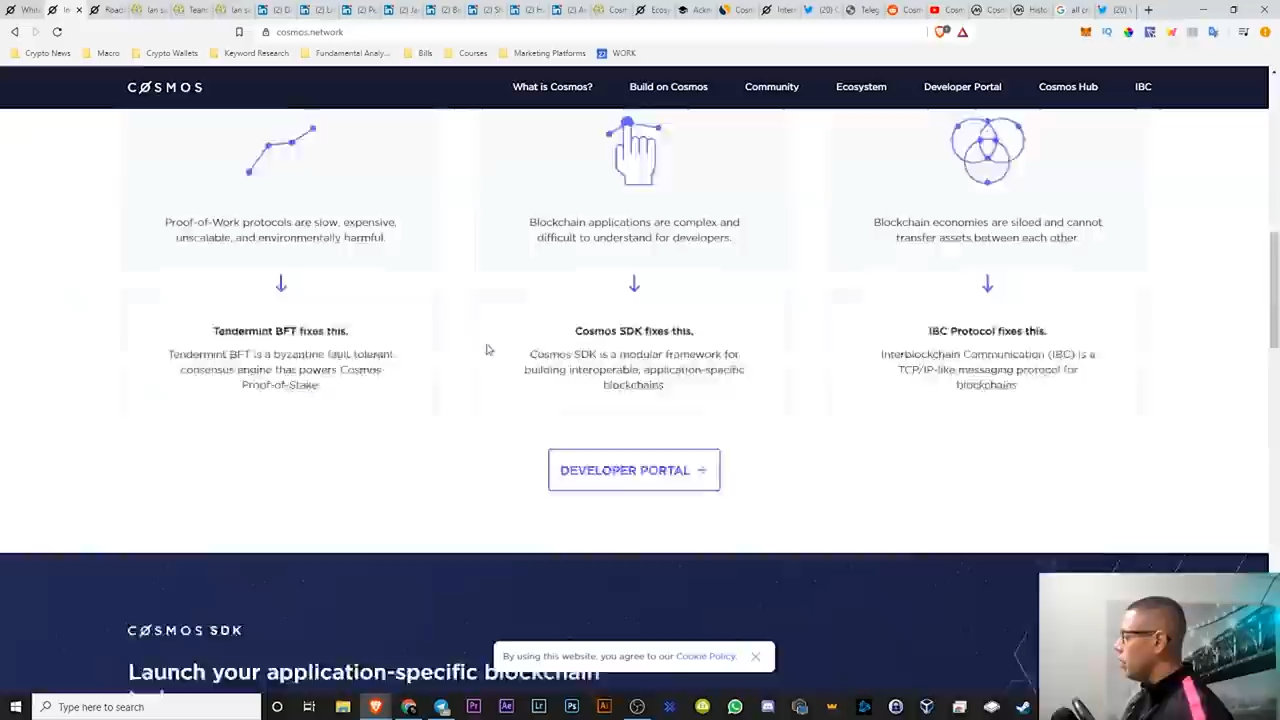 cosmos.network
Crypto News
Macro
Crypto Wallets
Keyword Research
Fundamental Analy...
Bills
Courses
Marketing Platforms
WORK
COSMOS
What is Cosmos?
Build on Cosmos
Community
Ecosystem
Developer Portal
Cosmos Hub
IBC
Proof-of-Work protocols are slow, expensive,
unscalable, and environmentally harmful.
Blockchain applications are complex and
difficult to understand for developers.
Blockchain economies are siloed and cannot
transfer assets between each other.
Tendermint BFT fixes this.
Tendermint BFT is a byzantine fault tolerant
consensus engine that powers Cosmos
Proof-of-Stake
Cosmos SDK fixes this.
Cosmos SDK is a modular framework for
building interoperable, application-specific
blockchains
IBC Protocol fixes this.
Interblockchain Communication (IBC) is a
TCP/IP-like messaging protocol for
blockchains
DEVELOPER PORTAL
COSMOS SDK
Launch your application-specific blockchain
By using this website, you agree to our Cookie Policy.
Type here to search